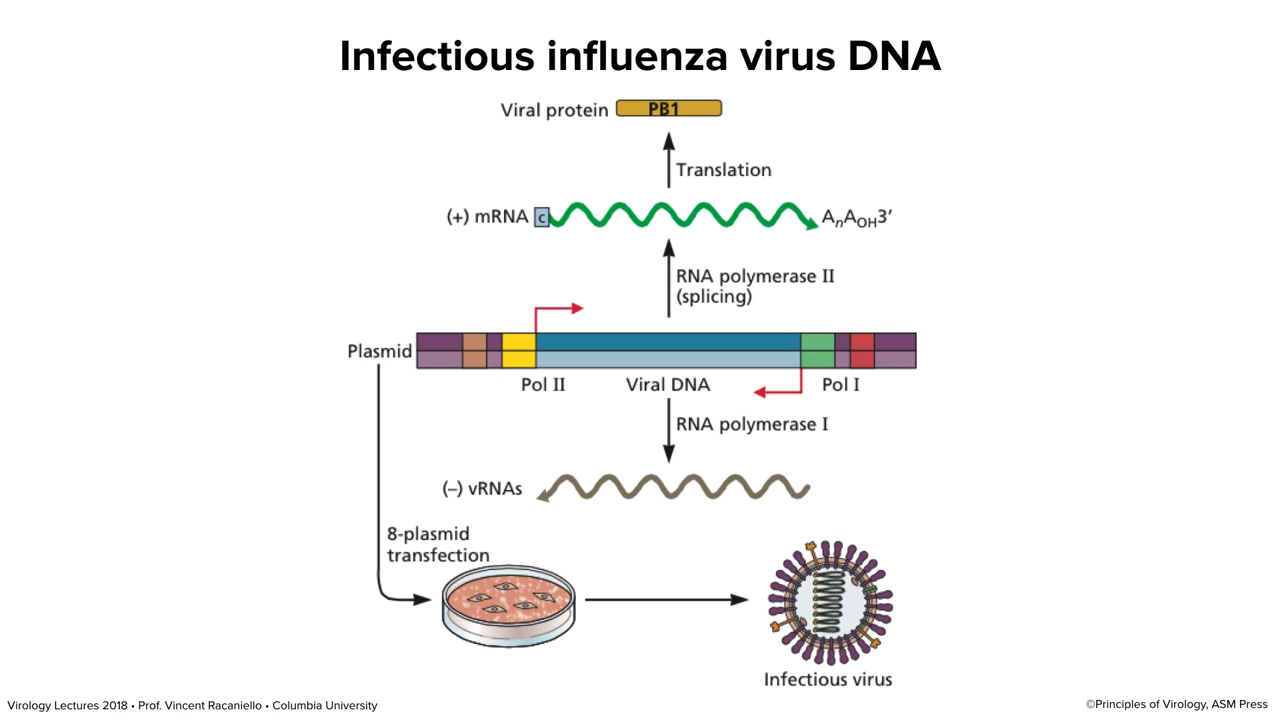 Infectious influenza virus DNA
Viral protein PB1
Translation
(+) mRNA c AₙA_OH3′
RNA polymerase II
(splicing)
Plasmid
Pol II Viral DNA Pol I
RNA polymerase I
(–) vRNAs
8-plasmid
transfection
Infectious virus
Virology Lectures 2018 • Prof. Vincent Racaniello • Columbia University
©Principles of Virology, ASM Press